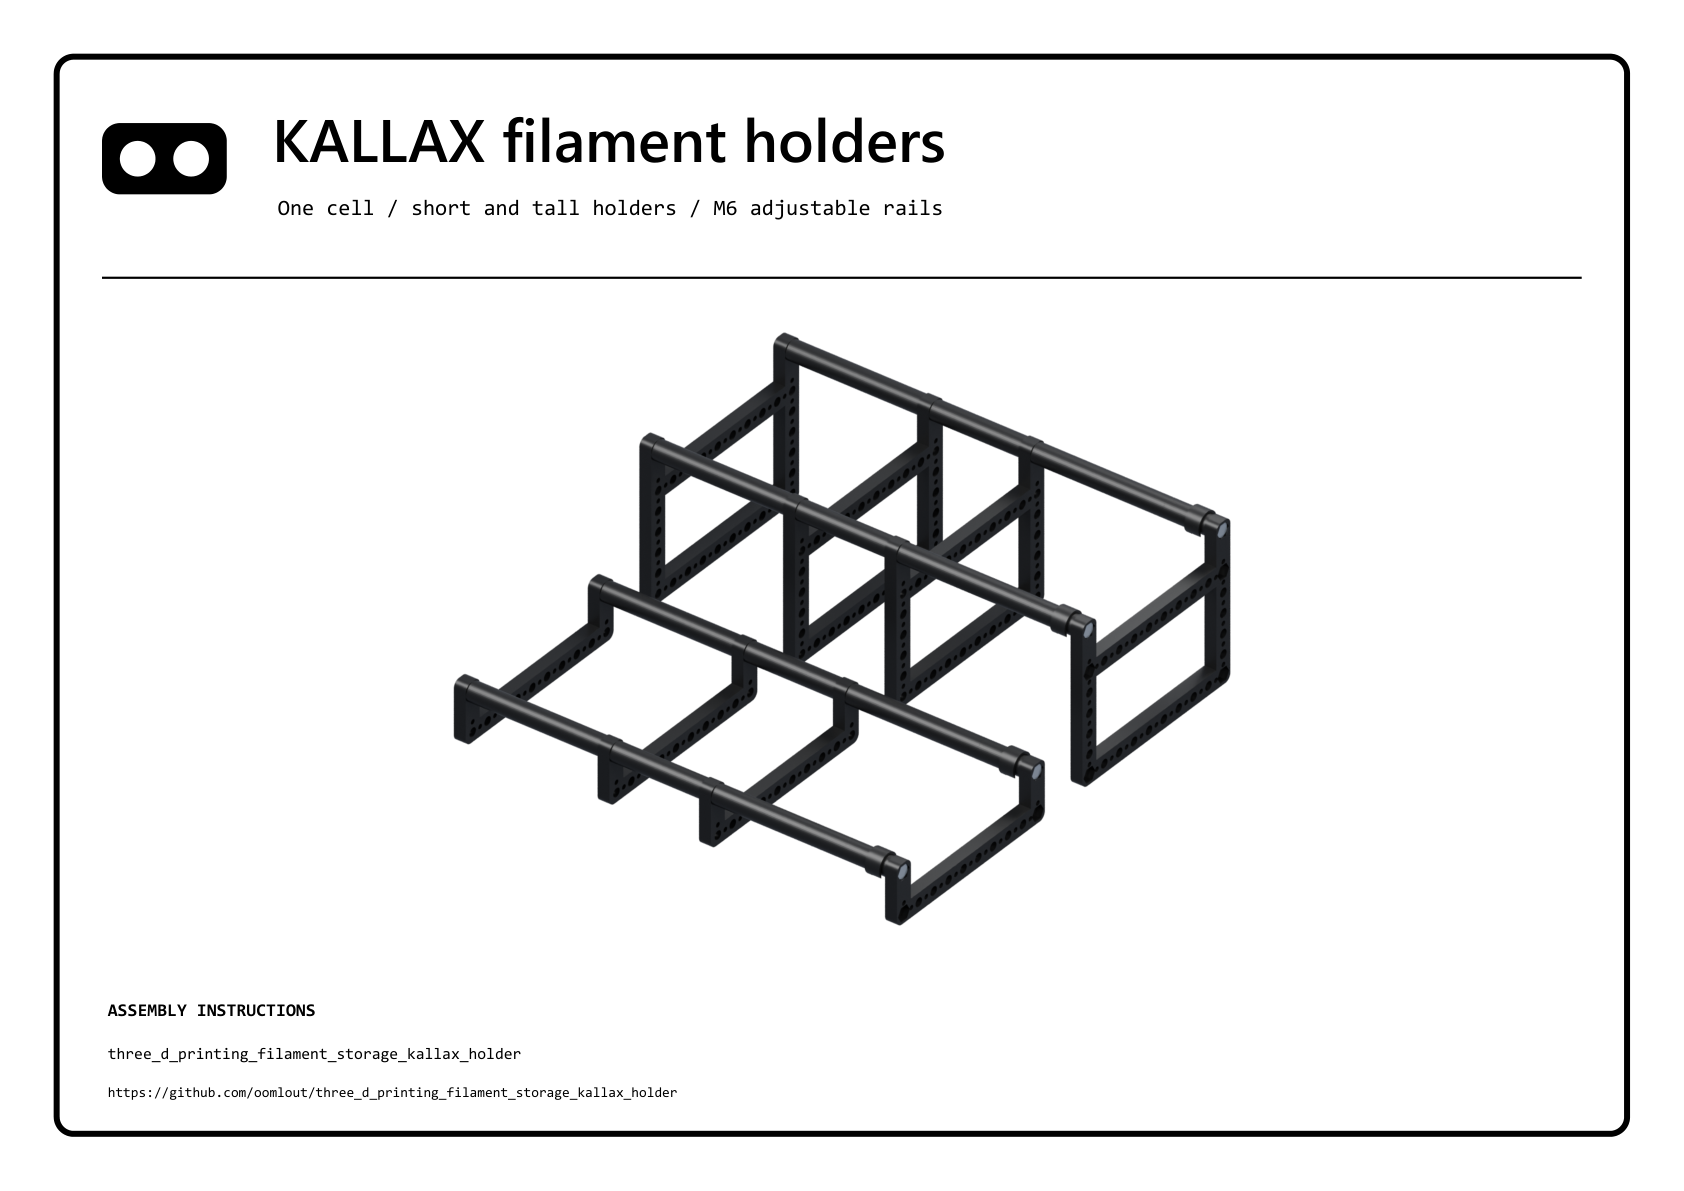 KALLAX filament holders
One cell / short and tall holders / M6 adjustable rails
ASSEMBLY INSTRUCTIONS
three_d_printing_filament_storage_kallax_holder
https://github.com/oomlout/three_d_printing_filament_storage_kallax_holder